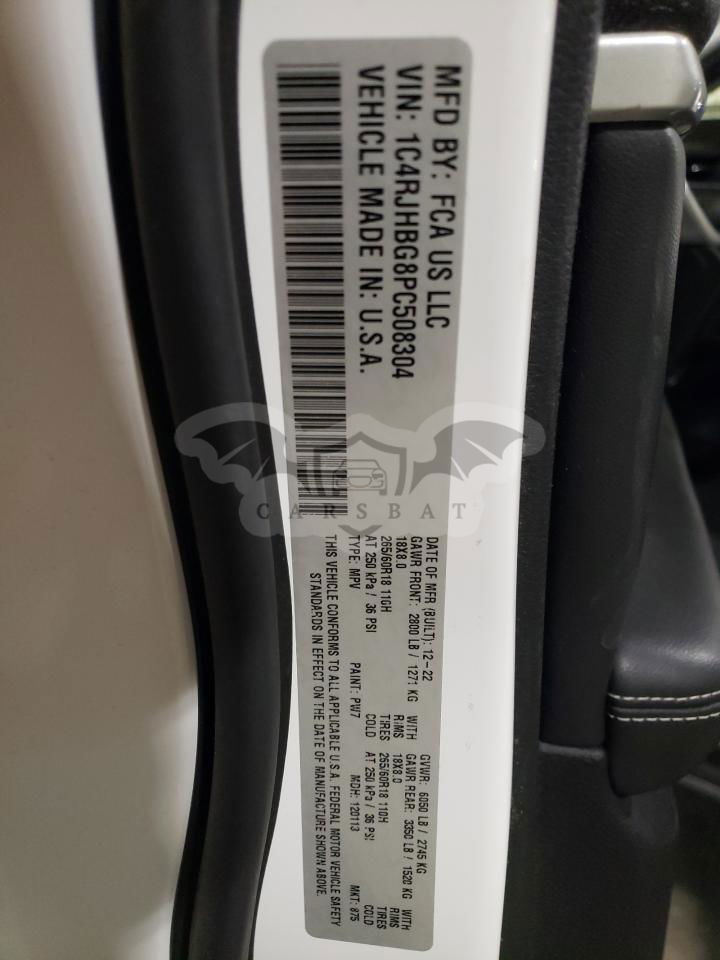 MFD BY: FCA US LLC
VIN: 1C4RJHBG8PC508304
VEHICLE MADE IN: U.S.A.
CARSBAT
DATE OF MFR (BUILT): 12-22 GVWR: 6050 LB / 2745 KG
GAWR FRONT: 2800 LB / 1271 KG WITH GAWR REAR: 3350 LB / 1520 KG WITH
18X8.0 RIMS 18X8.0 RIMS
265/60R18 110H TIRES 265/60R18 110H TIRES
AT 250 kPa / 36 PSI COLD AT 250 kPa / 36 PSI COLD
TYPE: MPV PAINT: PW7 MDH: 120113 MKT: 875
THIS VEHICLE CONFORMS TO ALL APPLICABLE U.S.A. FEDERAL MOTOR VEHICLE SAFETY
STANDARDS IN EFFECT ON THE DATE OF MANUFACTURE SHOWN ABOVE.